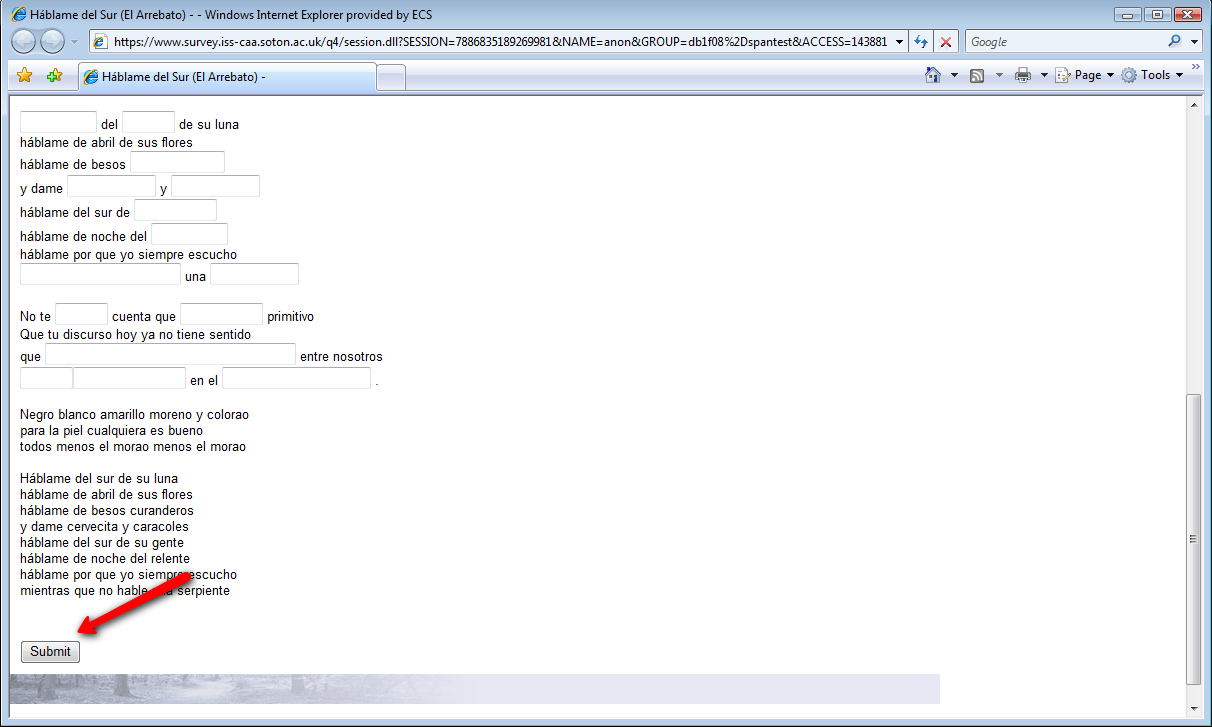 Háblame del Sur (El Arrebato) - - Windows Internet Explorer provided by ECS
https://www.survey.iss-caa.soton.ac.uk/q4/session.dll?SESSION=7886835189269981&NAME=anon&GROUP=db1f08%2Dspantest&ACCESS=143881
Google
Háblame del Sur (El Arrebato) -
Page Tools
del de su luna
háblame de abril de sus flores
háblame de besos
y dame y
háblame del sur de
háblame de noche del
háblame por que yo siempre escucho
una
No te cuenta que primitivo
Que tu discurso hoy ya no tiene sentido
que entre nosotros
en el .
Negro blanco amarillo moreno y colorao
para la piel cualquiera es bueno
todos menos el morao menos el morao
Háblame del sur de su luna
háblame de abril de sus flores
háblame de besos curanderos
y dame cervecita y caracoles
háblame del sur de su gente
háblame de noche del relente
háblame por que yo siempre escucho
mientras que no hable una serpiente
Submit